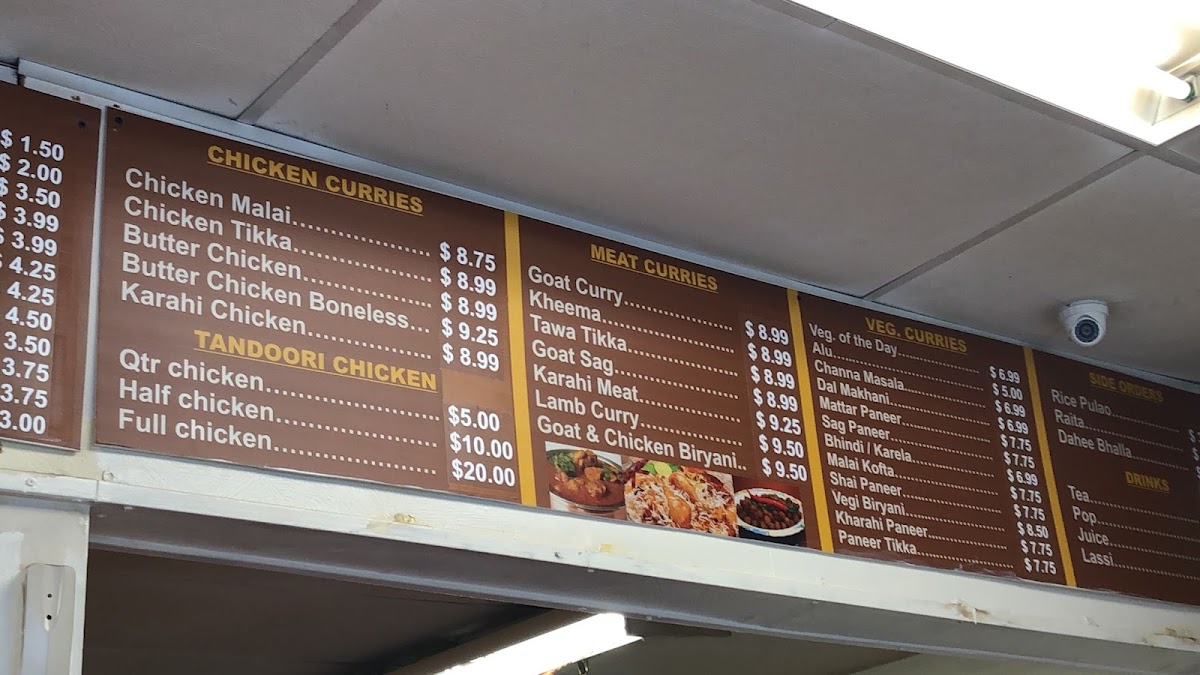 $ 1.50
$ 2.00
$ 3.50
$ 3.99
$ 3.99
$ 4.25
4.25
4.50
3.50
3.75
3.75
3.00
CHICKEN CURRIES
Chicken Malai.................... $ 8.75
Chicken Tikka.................... $ 8.99
Butter Chicken.................. $ 8.99
Butter Chicken Boneless... $ 9.25
Karahi Chicken.................. $ 8.99
TANDOORI CHICKEN
Qtr chicken......................... $5.00
Half chicken........................ $10.00
Full chicken......................... $20.00
MEAT CURRIES
Goat Curry.................. $ 8.99
Kheema...................... $ 8.99
Tawa Tikka.................. $ 8.99
Goat Sag..................... $ 8.99
Karahi Meat................. $ 9.25
Lamb Curry................. $ 9.50
Goat & Chicken Biryani.. $ 9.50
VEG. CURRIES
Veg. of the Day................. $ 6.99
Alu.............................. $ 5.00
Channa Masala................ $ 6.99
Dal Makhani................... $ 6.99
Mattar Paneer................. $ 7.75
Sag Paneer.................... $ 7.75
Bhindi / Karela................ $ 6.99
Malai Kofta.................... $ 7.75
Shai Paneer................... $ 7.75
Vegi Biryani................... $ 8.50
Kharahi Paneer................ $ 7.75
Paneer Tikka.................. $ 7.75
SIDE ORDERS
Rice Pulao................
Raita......................
Dahee Bhalla..............
DRINKS
Tea........................
Pop........................
Juice......................
Lassi......................